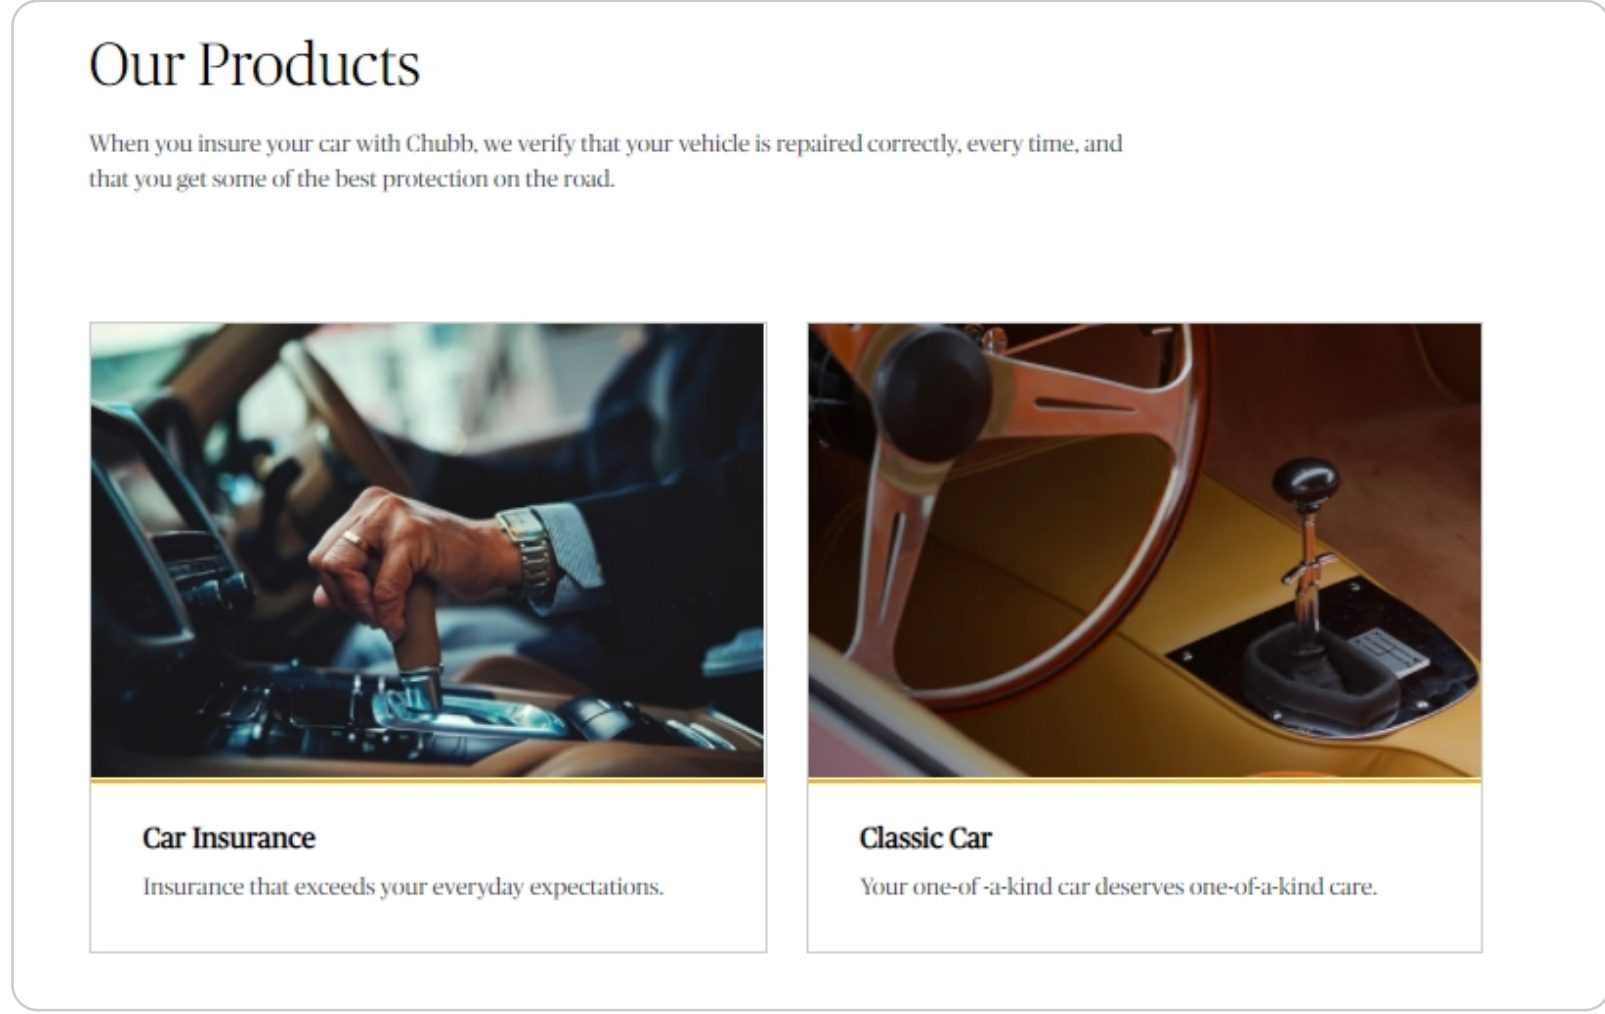 Our Products
When you insure your car with Chubb, we verify that your vehicle is repaired correctly, every time, and
that you get some of the best protection on the road.
Car Insurance
Insurance that exceeds your everyday expectations.
Classic Car
Your one-of -a-kind car deserves one-of-a-kind care.